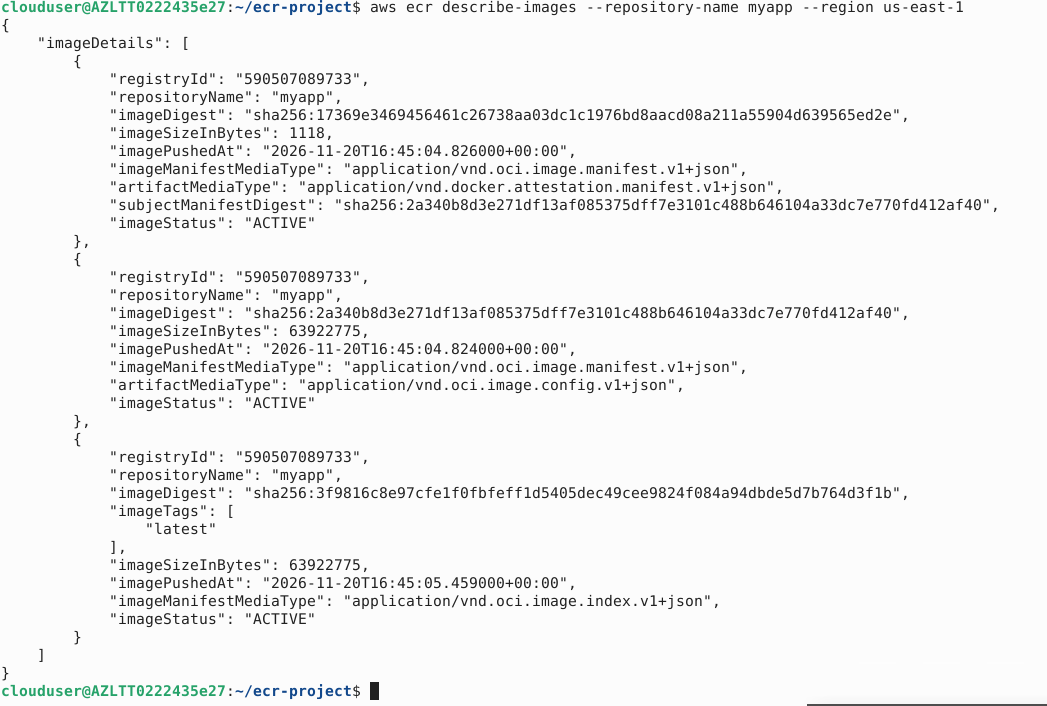 clouduser@AZLTT0222435e27:~/ecr-project$ aws ecr describe-images --repository-name myapp --region us-east-1
{
    "imageDetails": [
        {
            "registryId": "590507089733",
            "repositoryName": "myapp",
            "imageDigest": "sha256:17369e3469456461c26738aa03dc1c1976bd8aacd08a211a55904d639565ed2e",
            "imageSizeInBytes": 1118,
            "imagePushedAt": "2026-11-20T16:45:04.826000+00:00",
            "imageManifestMediaType": "application/vnd.oci.image.manifest.v1+json",
            "artifactMediaType": "application/vnd.docker.attestation.manifest.v1+json",
            "subjectManifestDigest": "sha256:2a340b8d3e271df13af085375dff7e3101c488b646104a33dc7e770fd412af40",
            "imageStatus": "ACTIVE"
        },
        {
            "registryId": "590507089733",
            "repositoryName": "myapp",
            "imageDigest": "sha256:2a340b8d3e271df13af085375dff7e3101c488b646104a33dc7e770fd412af40",
            "imageSizeInBytes": 63922775,
            "imagePushedAt": "2026-11-20T16:45:04.824000+00:00",
            "imageManifestMediaType": "application/vnd.oci.image.manifest.v1+json",
            "artifactMediaType": "application/vnd.oci.image.config.v1+json",
            "imageStatus": "ACTIVE"
        },
        {
            "registryId": "590507089733",
            "repositoryName": "myapp",
            "imageDigest": "sha256:3f9816c8e97cfe1f0fbfeff1d5405dec49cee9824f084a94dbde5d7b764d3f1b",
            "imageTags": [
                "latest"
            ],
            "imageSizeInBytes": 63922775,
            "imagePushedAt": "2026-11-20T16:45:05.459000+00:00",
            "imageManifestMediaType": "application/vnd.oci.image.index.v1+json",
            "imageStatus": "ACTIVE"
        }
    ]
}
clouduser@AZLTT0222435e27:~/ecr-project$